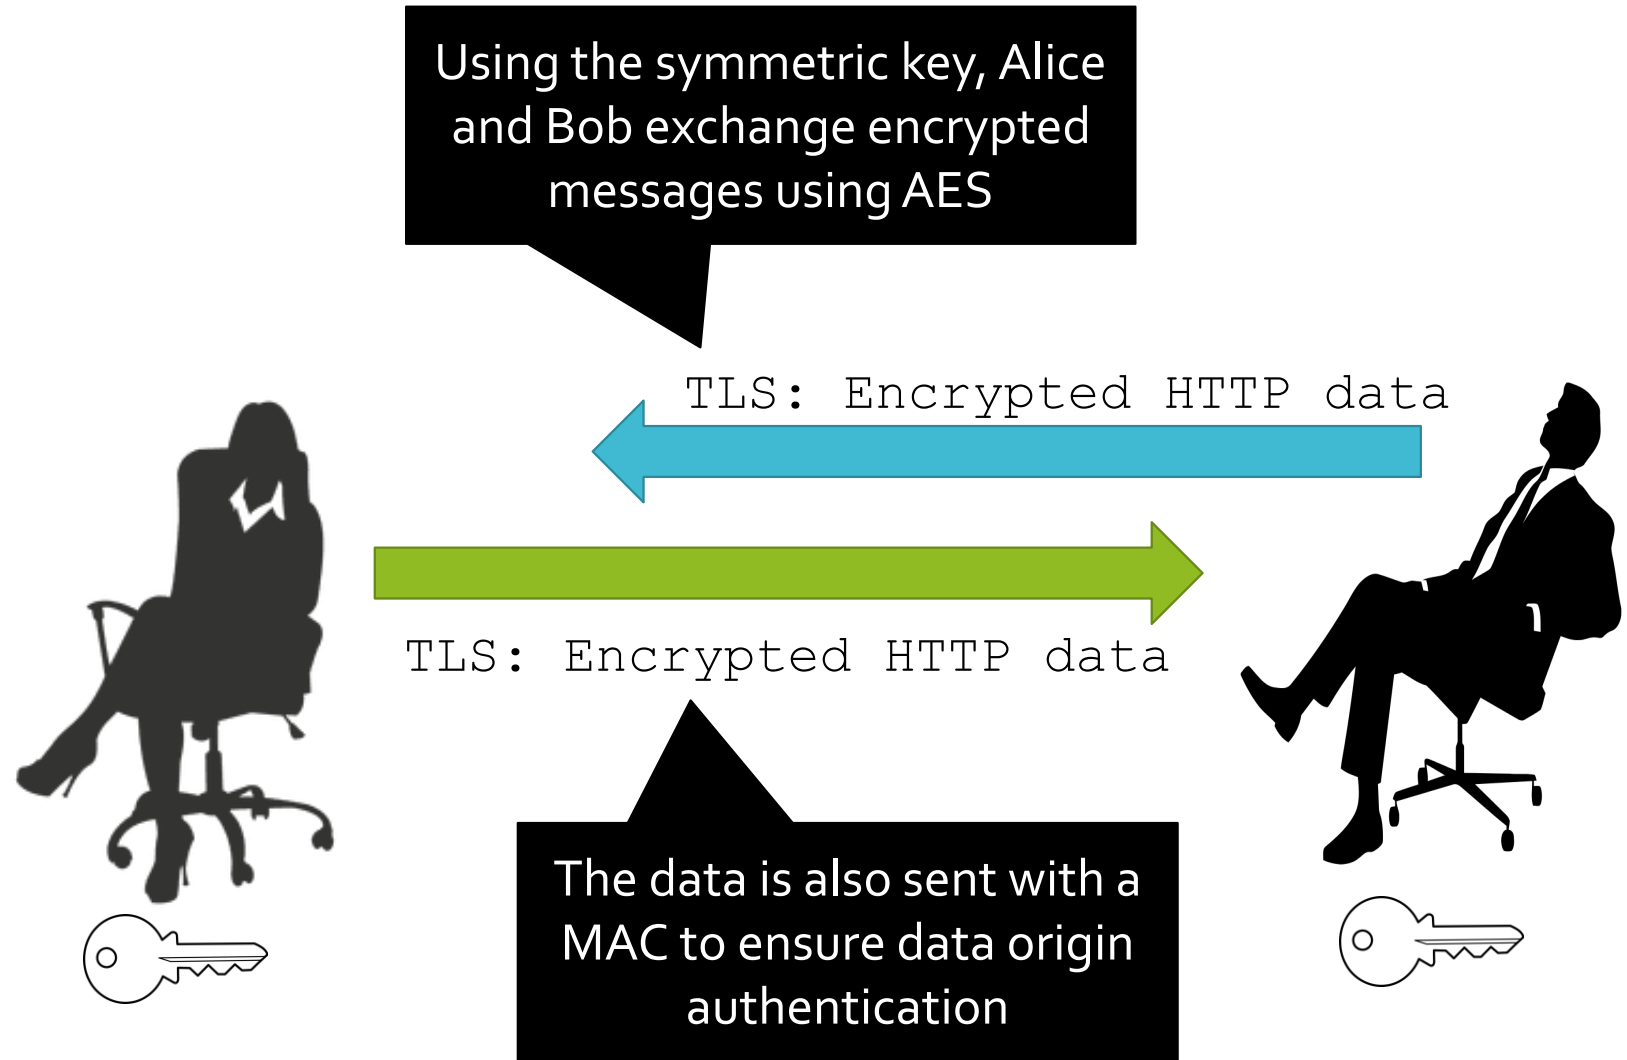 Using the symmetric key, Alice
and Bob exchange encrypted
messages using AES
TLS: Encrypted HTTP data
TLS: Encrypted HTTP data
The data is also sent with a
MAC to ensure data origin
authentication